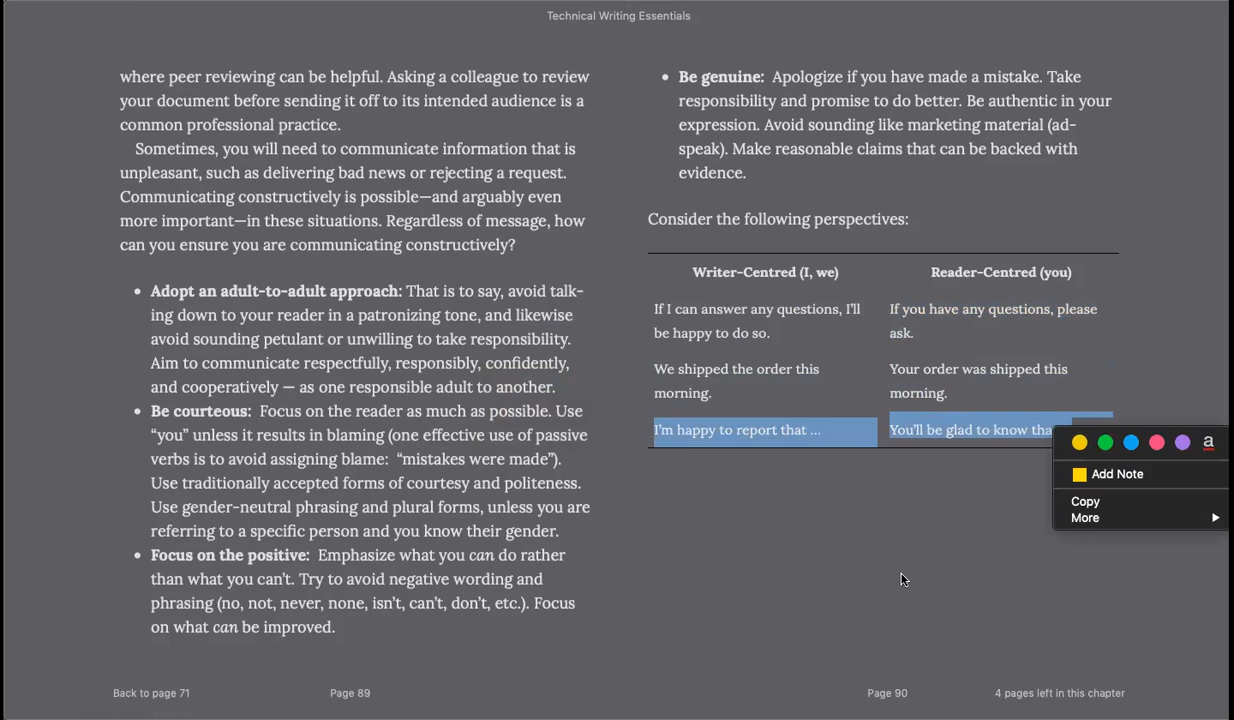 Technical Writing Essentials
where peer reviewing can be helpful. Asking a colleague to review
your document before sending it off to its intended audience is a
common professional practice.
Sometimes, you will need to communicate information that is
unpleasant, such as delivering bad news or rejecting a request.
Communicating constructively is possible—and arguably even
more important—in these situations. Regardless of message, how
can you ensure you are communicating constructively?
• Adopt an adult-to-adult approach: That is to say, avoid talk-
ing down to your reader in a patronizing tone, and likewise
avoid sounding petulant or unwilling to take responsibility.
Aim to communicate respectfully, responsibly, confidently,
and cooperatively — as one responsible adult to another.
• Be courteous: Focus on the reader as much as possible. Use
“you” unless it results in blaming (one effective use of passive
verbs is to avoid assigning blame: “mistakes were made”).
Use traditionally accepted forms of courtesy and politeness.
Use gender-neutral phrasing and plural forms, unless you are
referring to a specific person and you know their gender.
• Focus on the positive: Emphasize what you can do rather
than what you can’t. Try to avoid negative wording and
phrasing (no, not, never, none, isn’t, can’t, don’t, etc.). Focus
on what can be improved.
• Be genuine: Apologize if you have made a mistake. Take
responsibility and promise to do better. Be authentic in your
expression. Avoid sounding like marketing material (ad-
speak). Make reasonable claims that can be backed with
evidence.
Consider the following perspectives:
Writer-Centred (I, we) Reader-Centred (you)
If I can answer any questions, I’ll If you have any questions, please
be happy to do so. ask.
We shipped the order this Your order was shipped this
morning. morning.
I’m happy to report that ... You’ll be glad to know
a
Add Note
Copy
More
Back to page 71 Page 89 Page 90 4 pages left in this chapter